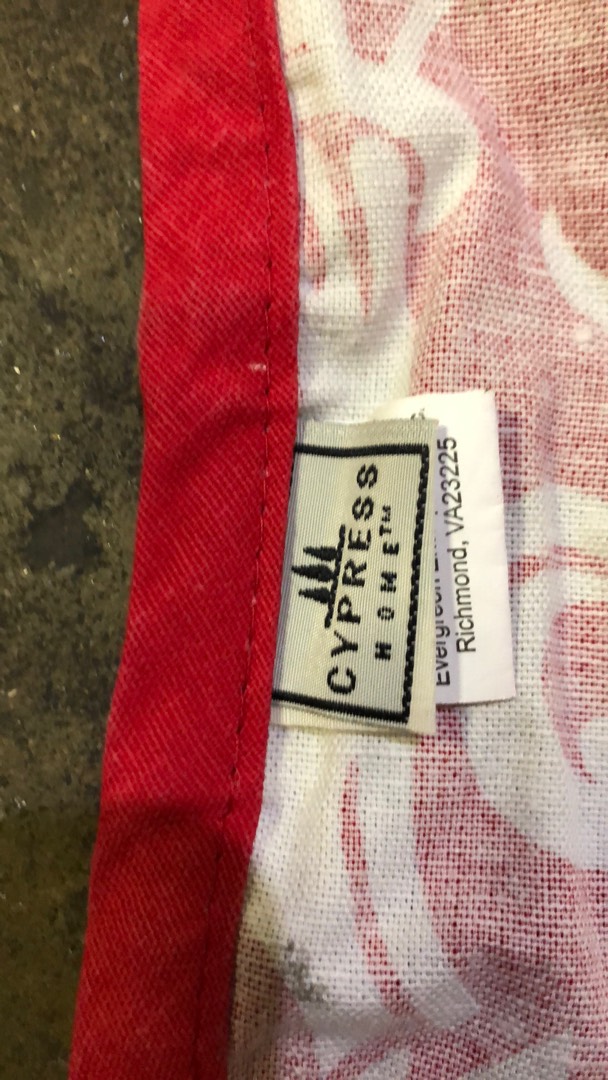 CYPRESS
HOME™
Richmond, VA23225